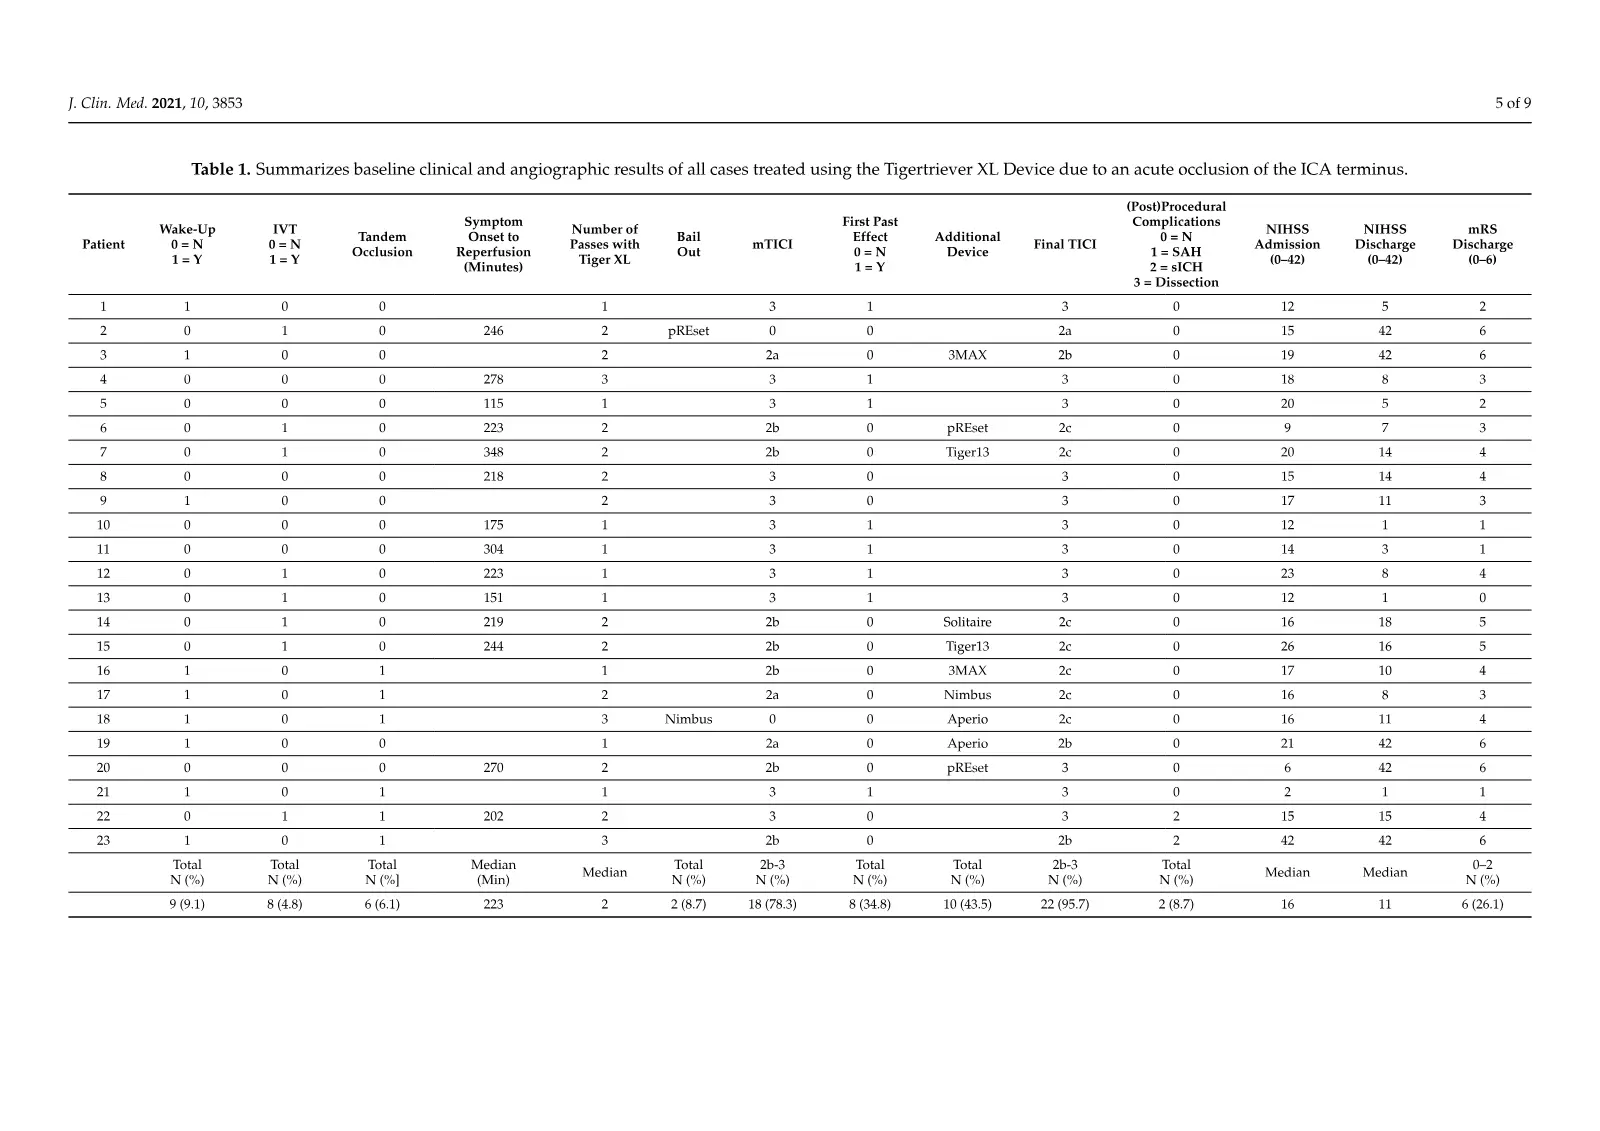 J. Clin. Med. 2021, 10, 3853 5 of 9
Table 1. Summarizes baseline clinical and angiographic results of all cases treated using the Tigertriever XL Device due to an acute occlusion of the ICA terminus.
Patient Wake-Up 0 = N 1 = Y IVT 0 = N 1 = Y Tandem Occlusion Symptom Onset to Reperfusion (Minutes) Number of Passes with Tiger XL Bail Out mTICI First Past Effect 0 = N 1 = Y Additional Device Final TICI (Post)Procedural Complications 0 = N 1 = SAH 2 = sICH 3 = Dissection NIHSS Admission (0–42) NIHSS Discharge (0–42) mRS Discharge (0–6)
1 1 0 0 1 3 1 3 0 12 5 2
2 0 1 0 246 2 pREset 0 0 2a 0 15 42 6
3 1 0 0 2 2a 0 3MAX 2b 0 19 42 6
4 0 0 0 278 3 3 1 3 0 18 8 3
5 0 0 0 115 1 3 1 3 0 20 5 2
6 0 1 0 223 2 2b 0 pREset 2c 0 9 7 3
7 0 1 0 348 2 2b 0 Tiger13 2c 0 20 14 4
8 0 0 0 218 2 3 0 3 0 15 14 4
9 1 0 0 2 3 0 3 0 17 11 3
10 0 0 0 175 1 3 1 3 0 12 1 1
11 0 0 0 304 1 3 1 3 0 14 3 1
12 0 1 0 223 1 3 1 3 0 23 8 4
13 0 1 0 151 1 3 1 3 0 12 1 0
14 0 1 0 219 2 2b 0 Solitaire 2c 0 16 18 5
15 0 1 0 244 2 2b 0 Tiger13 2c 0 26 16 5
16 1 0 1 1 2b 0 3MAX 2c 0 17 10 4
17 1 0 1 2 2a 0 Nimbus 2c 0 16 8 3
18 1 0 1 3 Nimbus 0 0 Aperio 2c 0 16 11 4
19 1 0 0 1 2a 0 Aperio 2b 0 21 42 6
20 0 0 0 270 2 2b 0 pREset 3 0 6 42 6
21 1 0 1 1 3 1 3 0 2 1 1
22 0 1 1 202 2 3 0 3 2 15 15 4
23 1 0 1 3 2b 0 2b 2 42 42 6
Total N (%) Total N (%) Total N (%] Median (Min) Median Total N (%) 2b-3 N (%) Total N (%) Total N (%) 2b-3 N (%) Total N (%) Median Median 0–2 N (%)
9 (9.1) 8 (4.8) 6 (6.1) 223 2 2 (8.7) 18 (78.3) 8 (34.8) 10 (43.5) 22 (95.7) 2 (8.7) 16 11 6 (26.1)